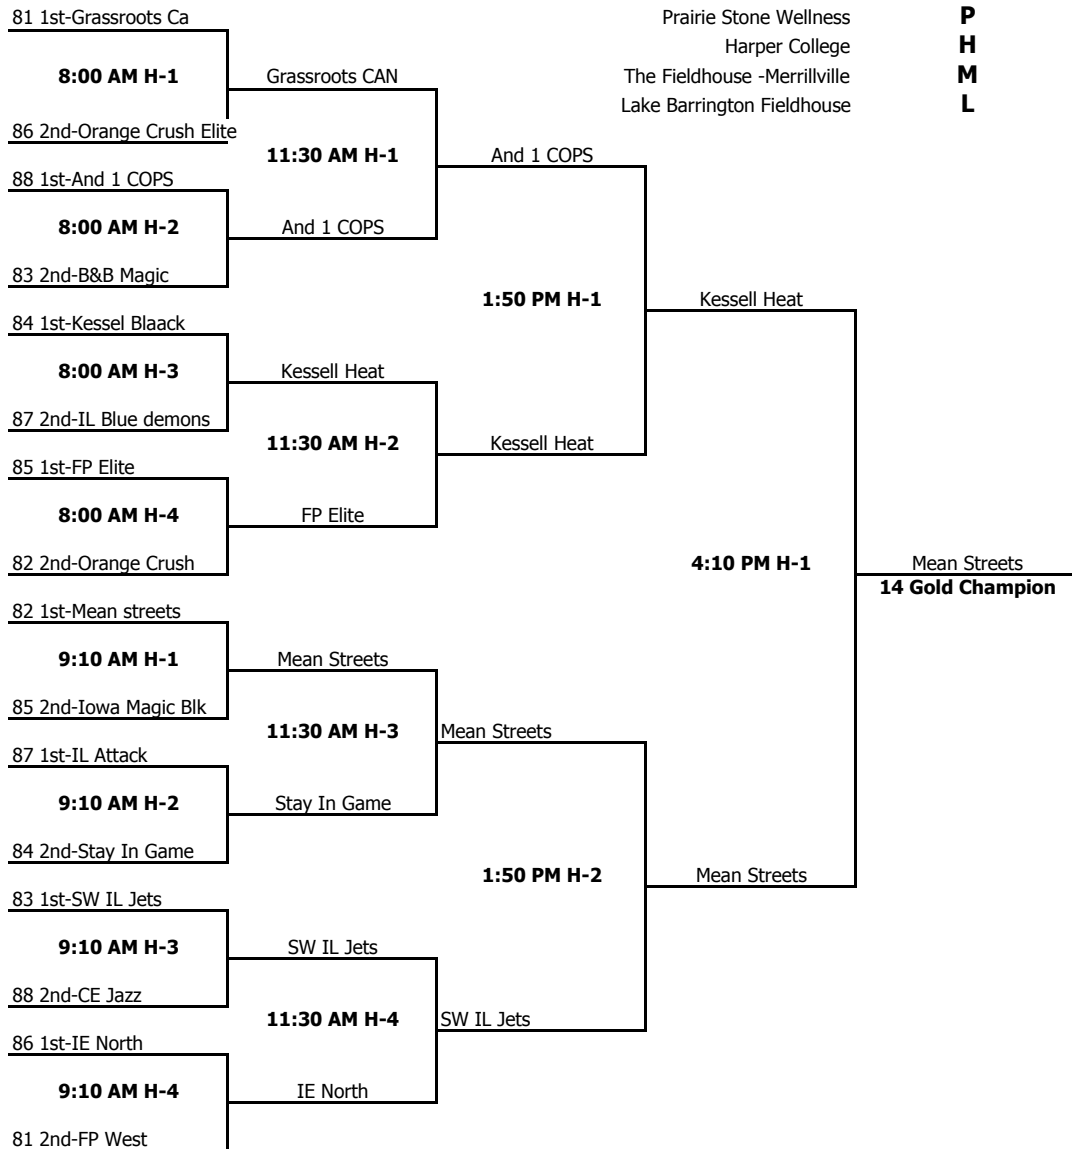 81 1st-Grassroots Ca
Prairie Stone Wellness P
Harper College H
8:00 AM H-1 Grassroots CAN The Fieldhouse -Merrillville M
Lake Barrington Fieldhouse L
86 2nd-Orange Crush Elite
11:30 AM H-1 And 1 COPS
88 1st-And 1 COPS
8:00 AM H-2 And 1 COPS
83 2nd-B&B Magic
1:50 PM H-1 Kessell Heat
84 1st-Kessel Blaack
8:00 AM H-3 Kessell Heat
87 2nd-IL Blue demons
11:30 AM H-2 Kessell Heat
85 1st-FP Elite
8:00 AM H-4 FP Elite
82 2nd-Orange Crush 4:10 PM H-1 Mean Streets
14 Gold Champion
82 1st-Mean streets
9:10 AM H-1 Mean Streets
85 2nd-Iowa Magic Blk
11:30 AM H-3 Mean Streets
87 1st-IL Attack
9:10 AM H-2 Stay In Game
84 2nd-Stay In Game
1:50 PM H-2 Mean Streets
83 1st-SW IL Jets
9:10 AM H-3 SW IL Jets
88 2nd-CE Jazz
11:30 AM H-4 SW IL Jets
86 1st-IE North
9:10 AM H-4 IE North
81 2nd-FP West